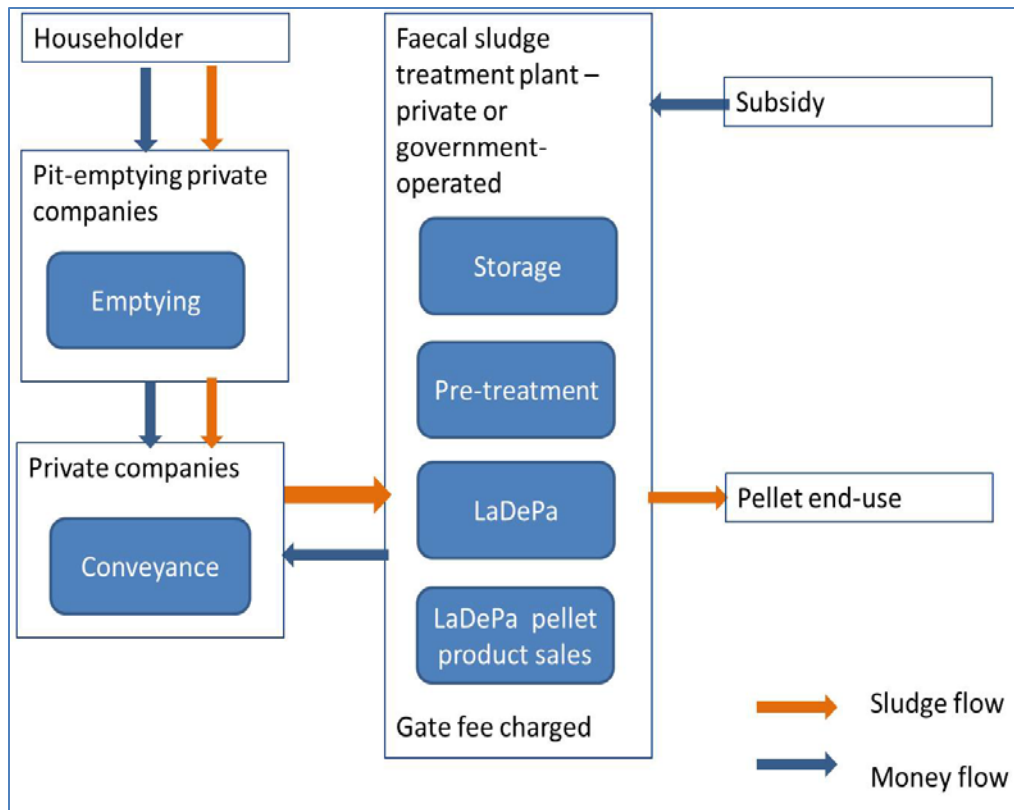 Householder
Pit-emptying private
companies
Emptying
Private companies
Conveyance
Faecal sludge
treatment plant –
private or
government-
operated
Storage
Pre-treatment
LaDePa
LaDePa pellet
product sales
Gate fee charged
Subsidy
Pellet end-use
Sludge flow
Money flow